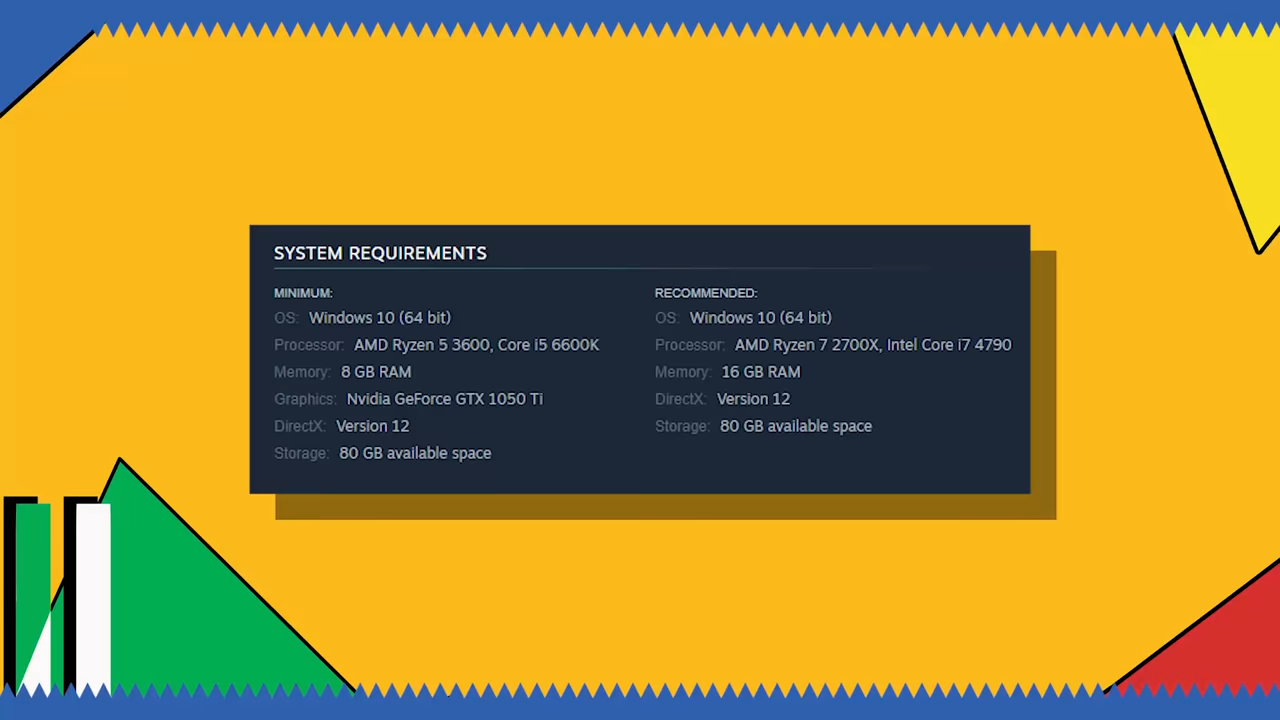 SYSTEM REQUIREMENTS
MINIMUM:
OS: Windows 10 (64 bit)
Processor: AMD Ryzen 5 3600, Core i5 6600K
Memory: 8 GB RAM
Graphics: Nvidia GeForce GTX 1050 Ti
DirectX: Version 12
Storage: 80 GB available space
RECOMMENDED:
OS: Windows 10 (64 bit)
Processor: AMD Ryzen 7 2700X, Intel Core i7 4790
Memory: 16 GB RAM
DirectX: Version 12
Storage: 80 GB available space